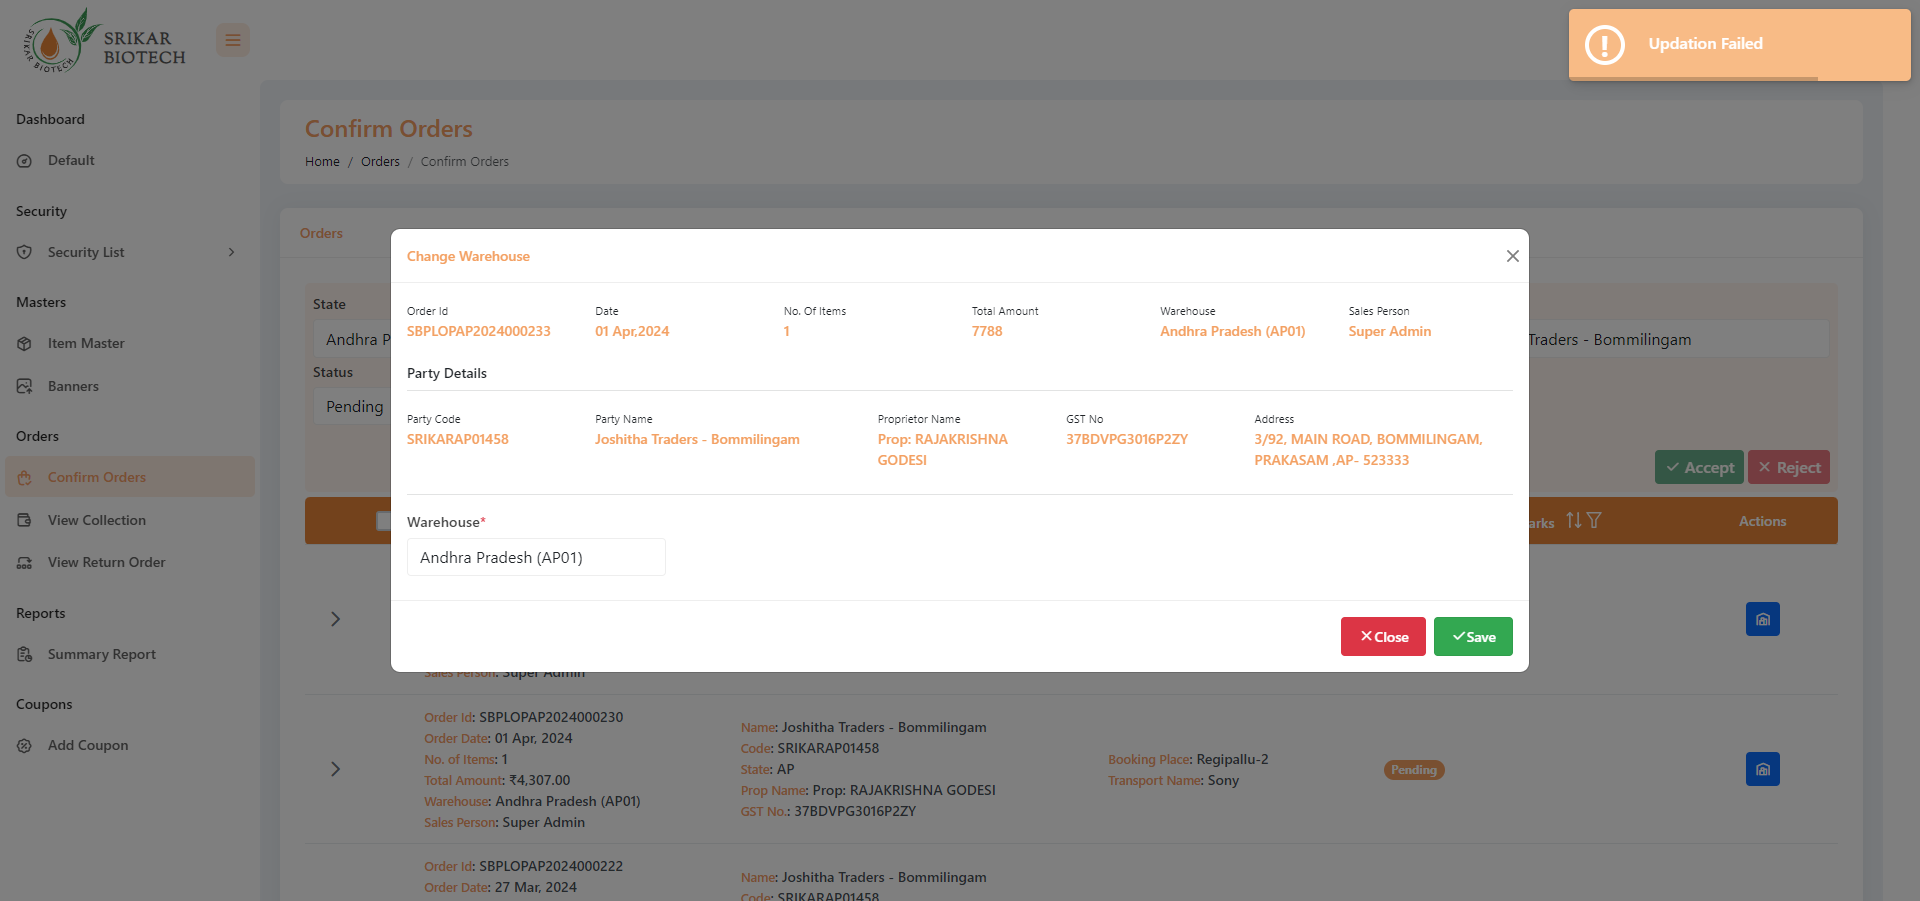 SRIKAR BIOTECH
SRIKAR
BIOTECH
Updation Failed
Dashboard
Default
Security
Security List
Masters
Item Master
Banners
Orders
Confirm Orders
View Collection
View Return Order
Reports
Summary Report
Coupons
Add Coupon
Confirm Orders
Home / Orders / Confirm Orders
Orders
State
Andhra P
Traders - Bommilingam
Status
Pending
Accept Reject
arks Actions
Change Warehouse
Order Id Date No. Of Items Total Amount Warehouse Sales Person
SBPLOPAP2024000233 01 Apr,2024 1 7788 Andhra Pradesh (AP01) Super Admin
Party Details
Party Code Party Name Proprietor Name GST No Address
SRIKARAP01458 Joshitha Traders - Bommilingam Prop: RAJAKRISHNA 37BDVPG3016P2ZY 3/92, MAIN ROAD, BOMMILINGAM,
GODESI PRAKASAM ,AP- 523333
Warehouse*
Andhra Pradesh (AP01)
Close Save
Sales Person: Super Admin
Order Id: SBPLOPAP2024000230
Order Date: 01 Apr, 2024
No. of Items: 1
Total Amount: ₹4,307.00
Warehouse: Andhra Pradesh (AP01)
Sales Person: Super Admin
Name: Joshitha Traders - Bommilingam
Code: SRIKARAP01458
State: AP
Prop Name: Prop: RAJAKRISHNA GODESI
GST No.: 37BDVPG3016P2ZY
Booking Place: Regipallu-2
Transport Name: Sony
Pending
Order Id: SBPLOPAP2024000222
Order Date: 27 Mar, 2024
Name: Joshitha Traders - Bommilingam
Code: SRIKARAP01458